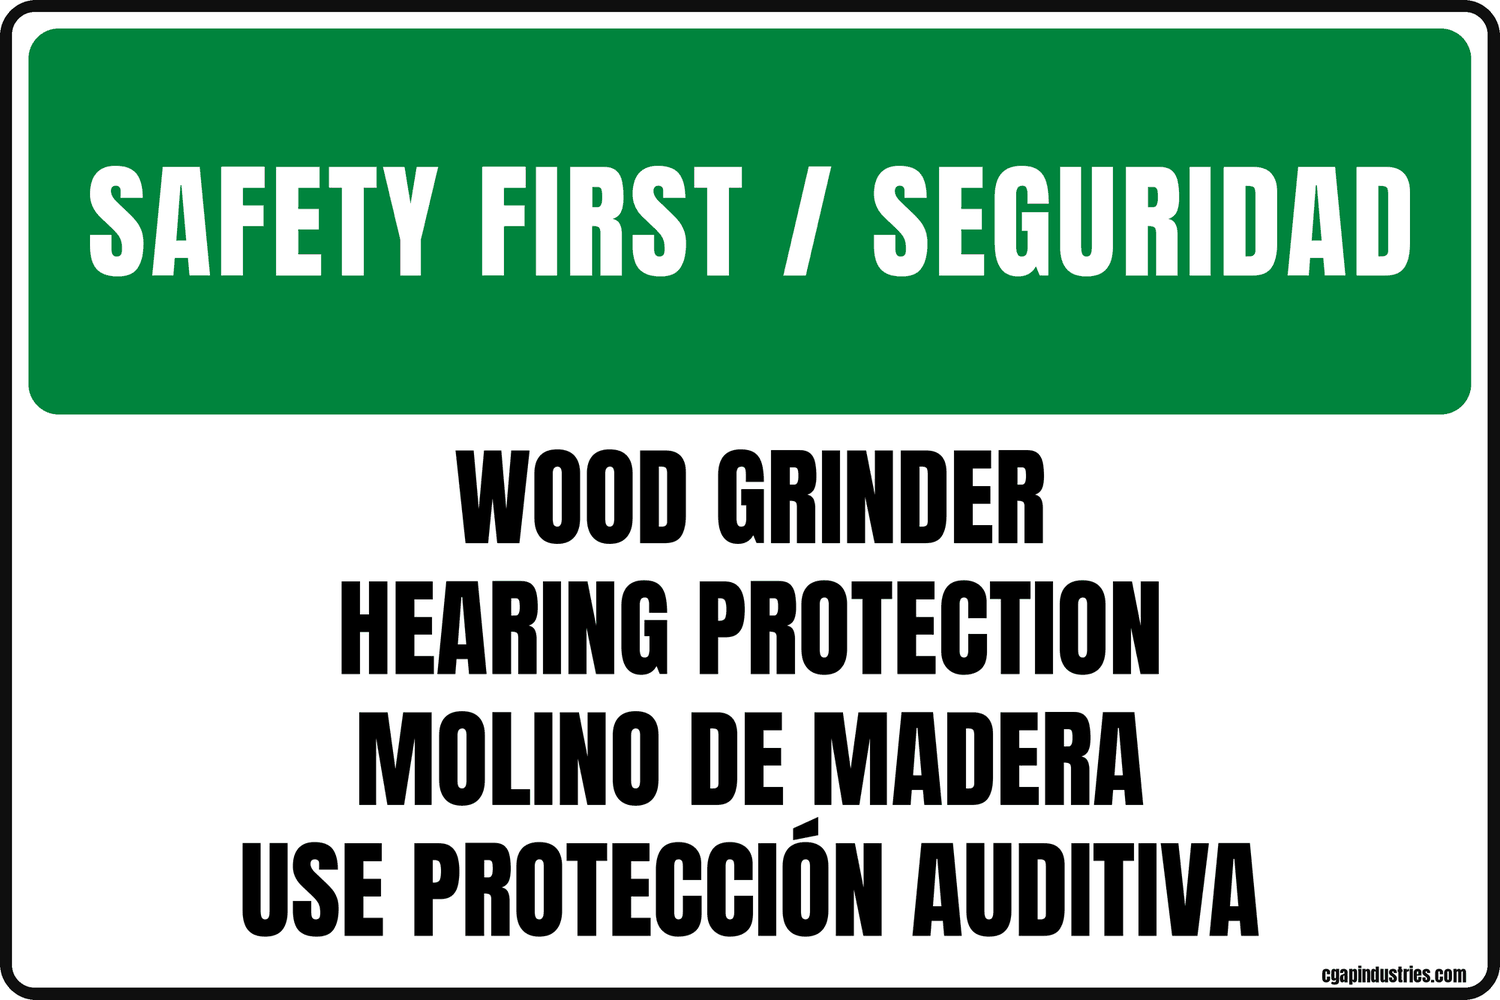 SAFETY FIRST / SEGURIDAD
WOOD GRINDER
HEARING PROTECTION
MOLINO DE MADERA
USE PROTECCIÓN AUDITIVA
cgapindustries.com